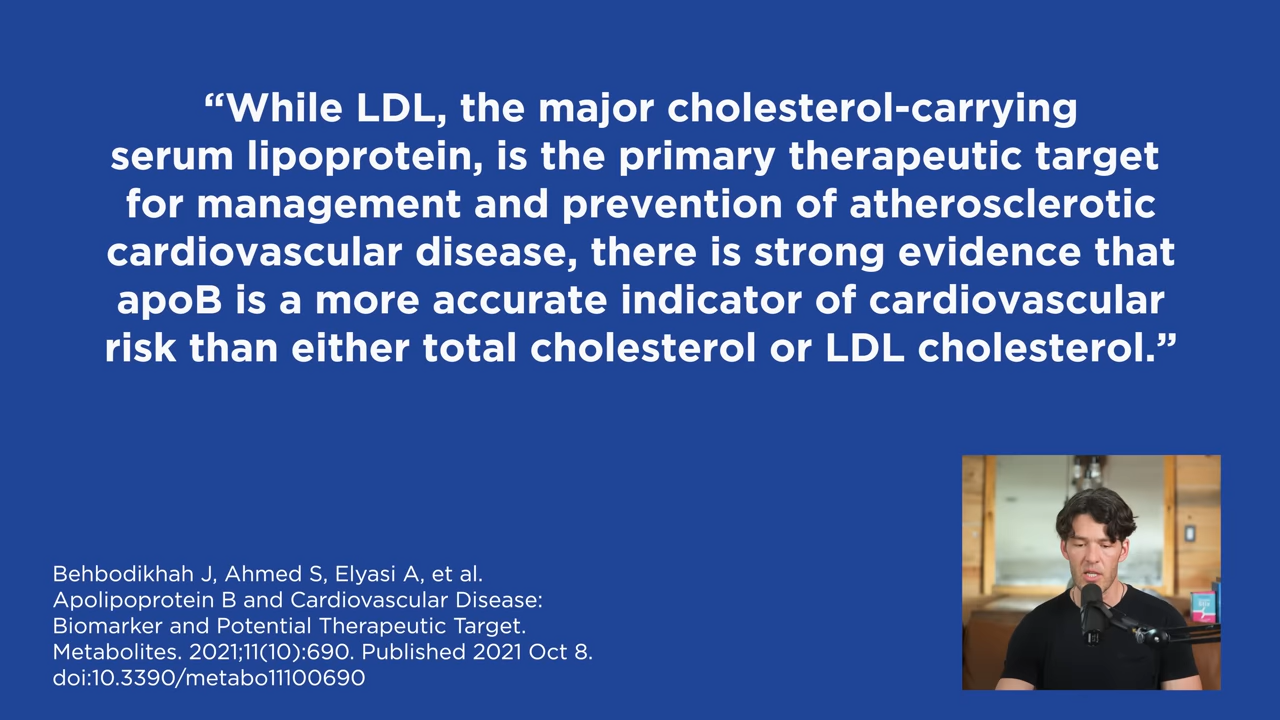 “While LDL, the major cholesterol-carrying
serum lipoprotein, is the primary therapeutic target
for management and prevention of atherosclerotic
cardiovascular disease, there is strong evidence that
apoB is a more accurate indicator of cardiovascular
risk than either total cholesterol or LDL cholesterol.”
Behbodikhah J, Ahmed S, Elyasi A, et al.
Apolipoprotein B and Cardiovascular Disease:
Biomarker and Potential Therapeutic Target.
Metabolites. 2021;11(10):690. Published 2021 Oct 8.
doi:10.3390/metabo11100690